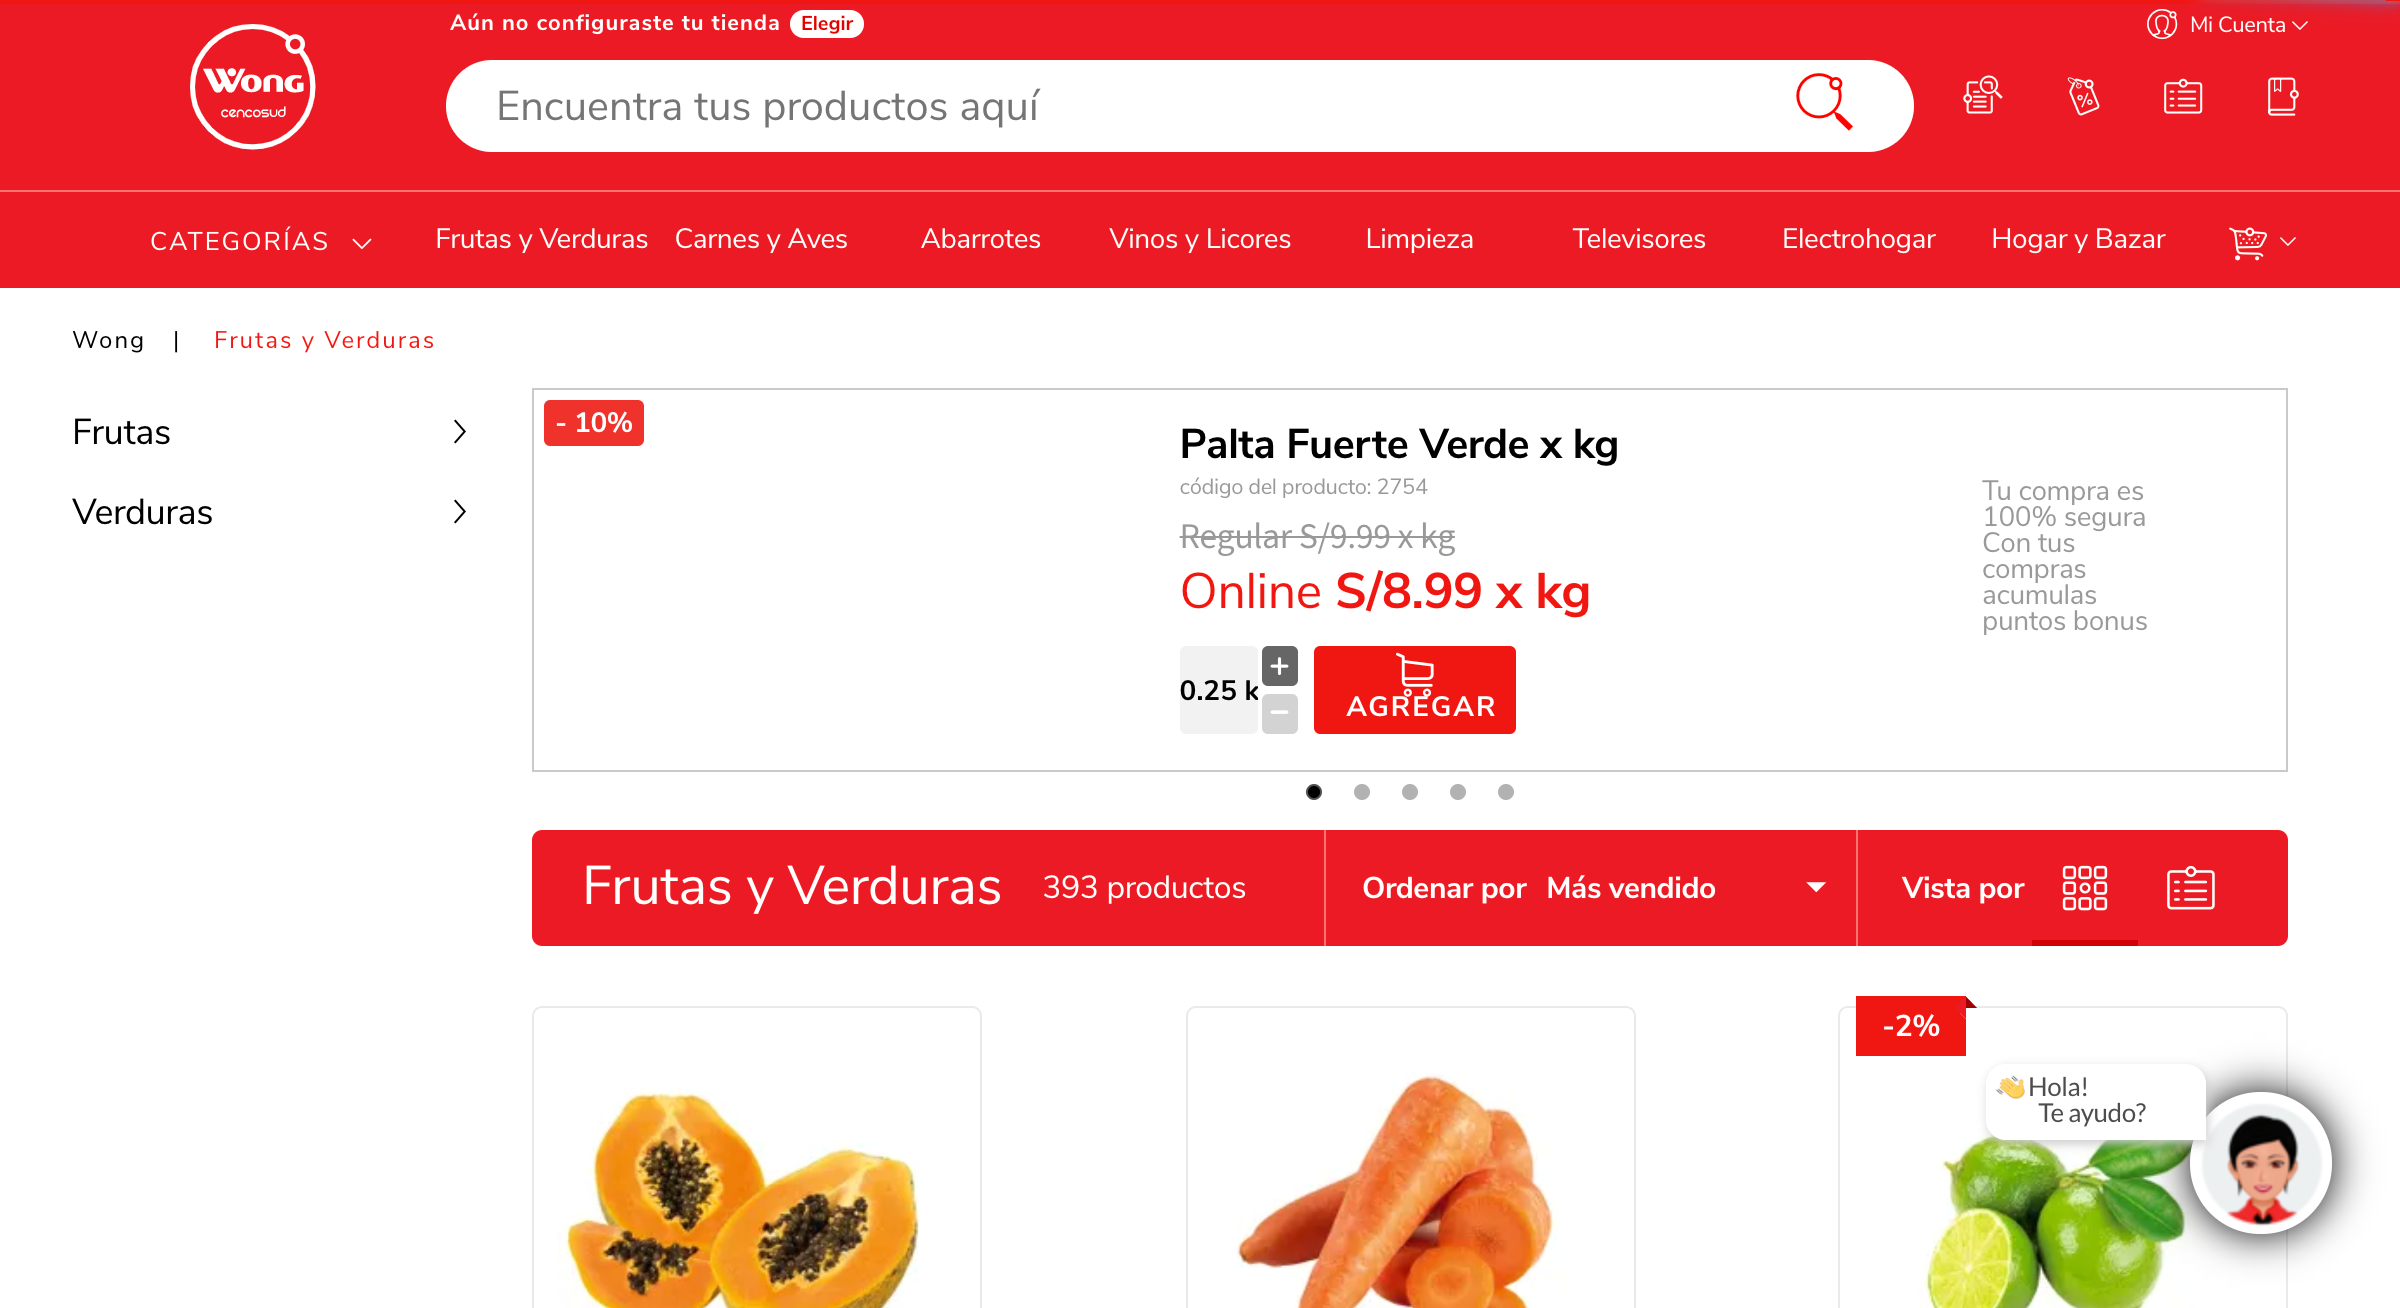 Aún no configuraste tu tienda Elegir
Mi Cuenta
Wong
cencosud
Encuentra tus productos aquí
CATEGORÍAS
Frutas y Verduras
Carnes y Aves
Abarrotes
Vinos y Licores
Limpieza
Televisores
Electrohogar
Hogar y Bazar
Wong | Frutas y Verduras
Frutas
Verduras
- 10%
Palta Fuerte Verde x kg
código del producto: 2754
Regular S/9.99 x kg
Online S/8.99 x kg
0.25 k
+
−
AGREGAR
Tu compra es
100% segura
Con tus
compras
acumulas
puntos bonus
Frutas y Verduras 393 productos
Ordenar por Más vendido
Vista por
-2%
👋Hola!
Te ayudo?